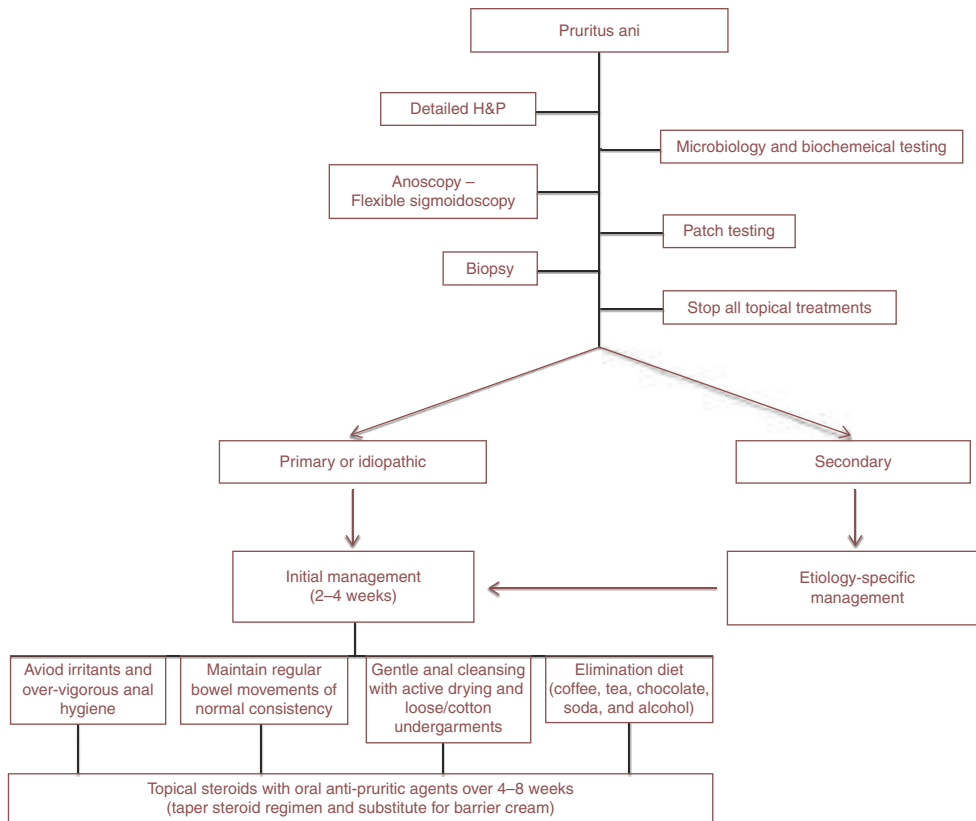 Pruritus ani
Detailed H&P
Microbiology and biochemeical testing
Anoscopy –
Flexible sigmoidoscopy
Patch testing
Biopsy
Stop all topical treatments
Primary or idiopathic
Secondary
Initial management
(2–4 weeks)
Etiology-specific
management
Aviod irritants and
over-vigorous anal
hygiene
Maintain regular
bowel movements of
normal consistency
Gentle anal cleansing
with active drying and
loose/cotton
undergarments
Elimination diet
(coffee, tea, chocolate,
soda, and alcohol)
Topical steroids with oral anti-pruritic agents over 4–8 weeks
(taper steroid regimen and substitute for barrier cream)